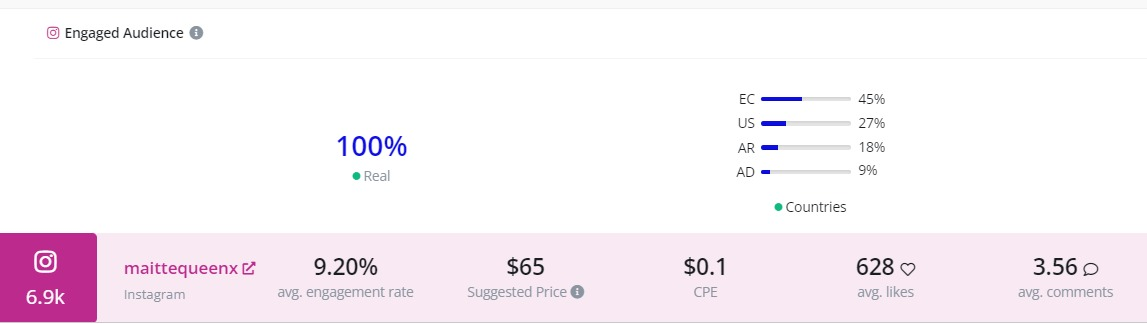 Engaged Audience
100%
Real
EC 45%
US 27%
AR 18%
AD 9%
Countries
6.9k
maittequeenx
Instagram
9.20%
avg. engagement rate
$65
Suggested Price
$0.1
CPE
628
avg. likes
3.56
avg. comments